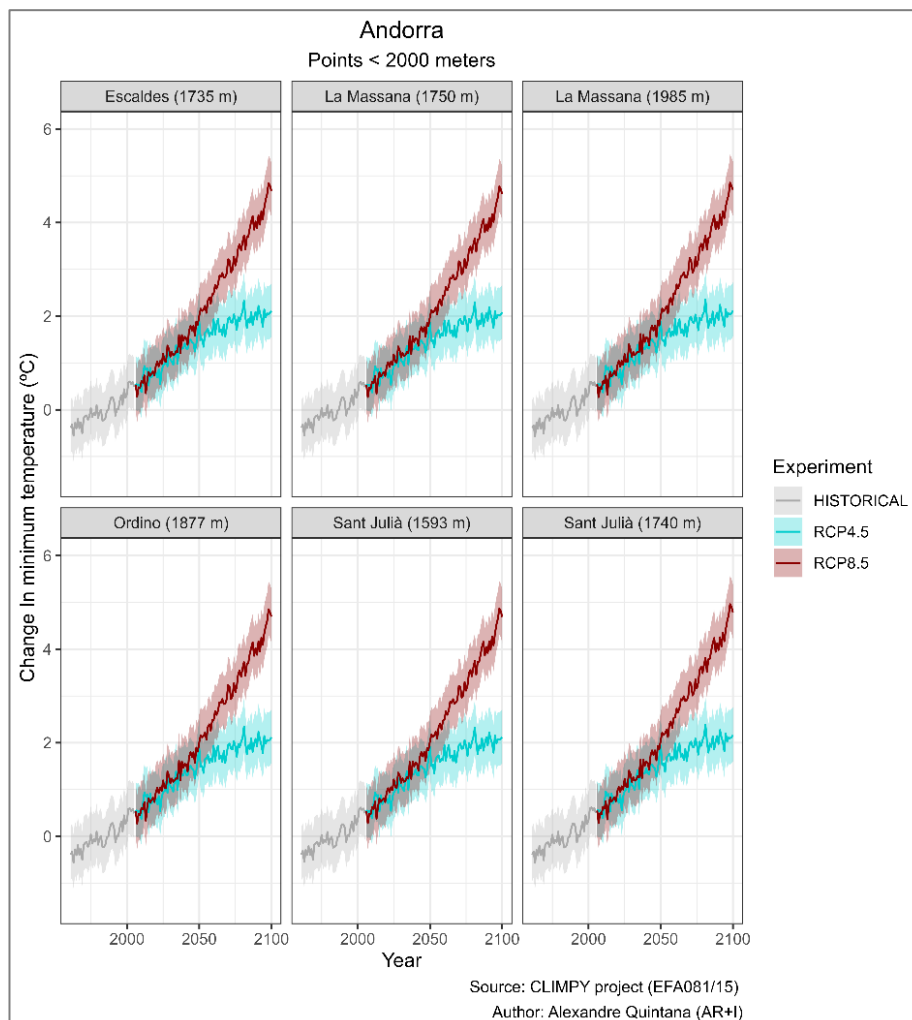 Andorra
Points < 2000 meters
Escaldes (1735 m)
La Massana (1750 m)
La Massana (1985 m)
6
4
2
0
Change In minimum temperature (ºC)
Ordino (1877 m)
Sant Julià (1593 m)
Sant Julià (1740 m)
6
4
2
0
2000 2050 2100
2000 2050 2100
2000 2050 2100
Year
Experiment
HISTORICAL
RCP4.5
RCP8.5
Source: CLIMPY project (EFA081/15)
Author: Alexandre Quintana (AR+I)